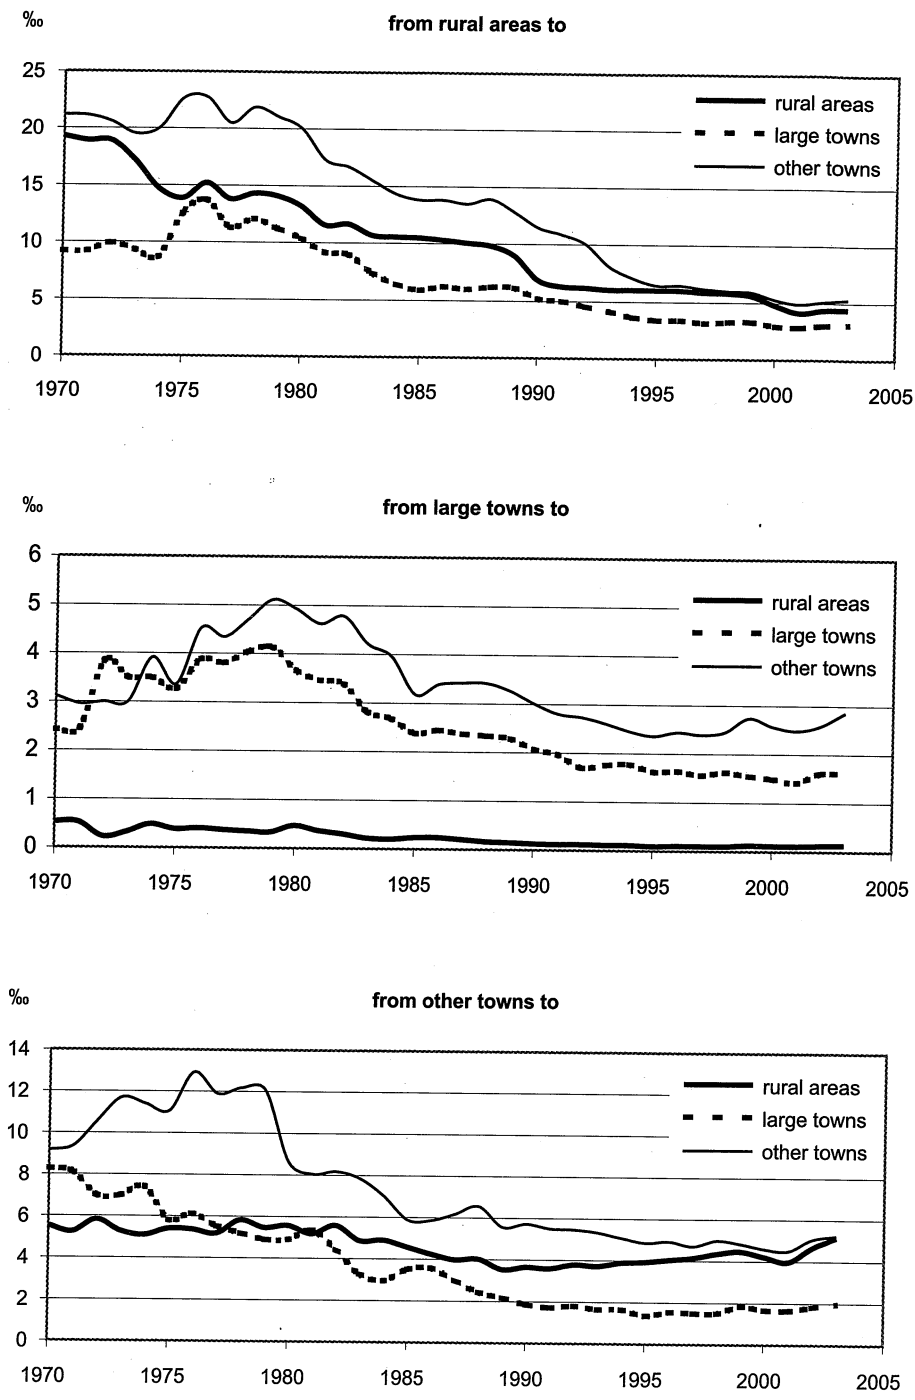 ‰
from rural areas to
25
20
15
10
5
0
rural areas
large towns
other towns
1970 1975 1980 1985 1990 1995 2000 2005
‰
from large towns to
6
5
4
3
2
1
0
rural areas
large towns
other towns
1970 1975 1980 1985 1990 1995 2000 2005
‰
from other towns to
14
12
10
8
6
4
2
0
rural areas
large towns
other towns
1970 1975 1980 1985 1990 1995 2000 2005